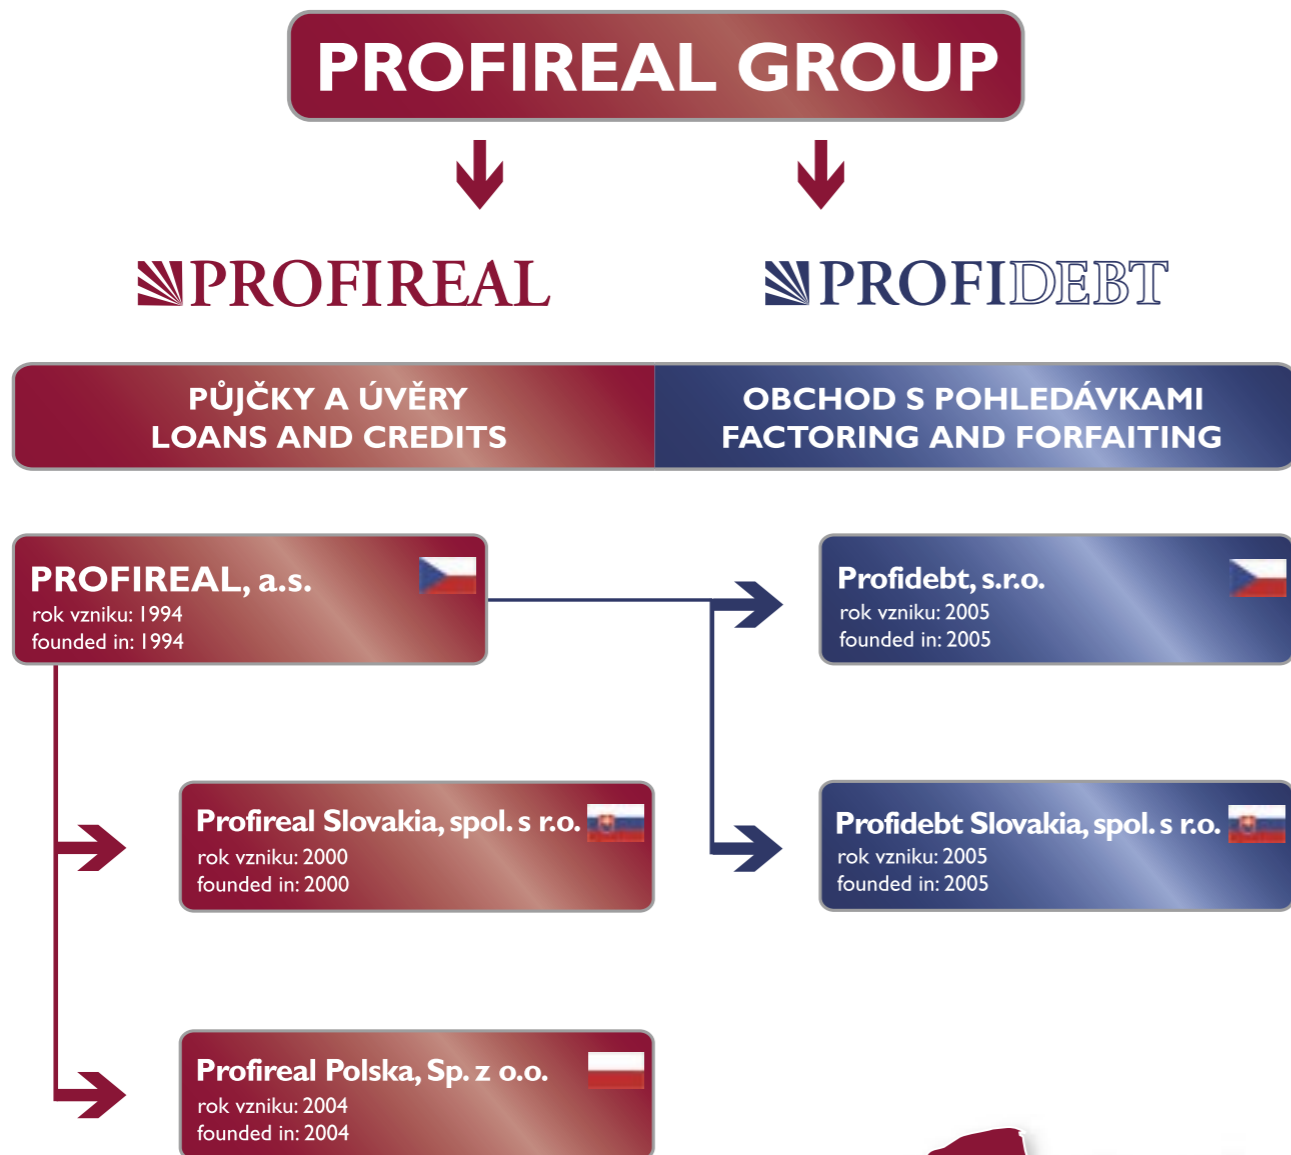 PROFIREAL GROUP
PROFIREAL
PROFIDEBT
PŮJČKY A ÚVĚRY
LOANS AND CREDITS
OBCHOD S POHLEDÁVKAMI
FACTORING AND FORFAITING
PROFIREAL, a.s.
rok vzniku: 1994
founded in: 1994
Profidebt, s.r.o.
rok vzniku: 2005
founded in: 2005
Profireal Slovakia, spol. s r.o.
rok vzniku: 2000
founded in: 2000
Profidebt Slovakia, spol. s r.o.
rok vzniku: 2005
founded in: 2005
Profireal Polska, Sp. z o.o.
rok vzniku: 2004
founded in: 2004